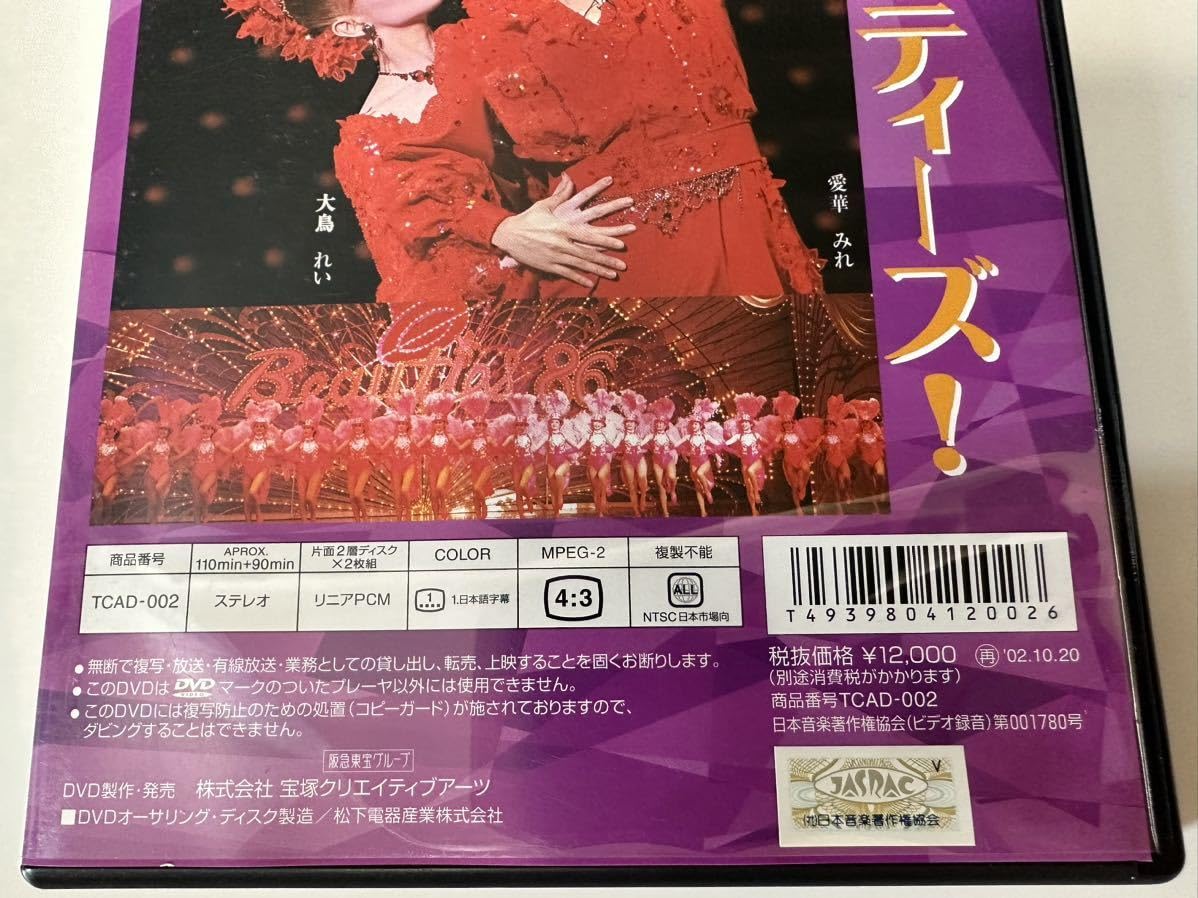 ティーズ!
大鳥 れい
愛華 みれ
Beauties 86
商品番号
APROX.
110min+90min
片面2層ディスク
×2枚組
COLOR
MPEG-2
複製不能
TCAD-002
ステレオ
リニアPCM
1 1.日本語字幕
4:3
ALL
NTSC日本市場向
●無断で複写・放送・有線放送・業務としての貸し出し、転売、上映することを固くお断りします。
●このDVDは DVD VIDEO マークのついたプレーヤ以外には使用できません。
●このDVDには複写防止のための処置(コピーガード)が施されておりますので、
ダビングすることはできません。
阪急東宝グループ
DVD製作・発売 株式会社 宝塚クリエイティブアーツ
■DVDオーサリング・ディスク製造/松下電器産業株式会社
T4939804120026
税抜価格 ¥12,000 再 '02.10.20
(別途消費税がかかります)
商品番号TCAD-002
日本音楽著作権協会(ビデオ録音)第001780号
V
JASRAC
(社)日本音楽著作権協会